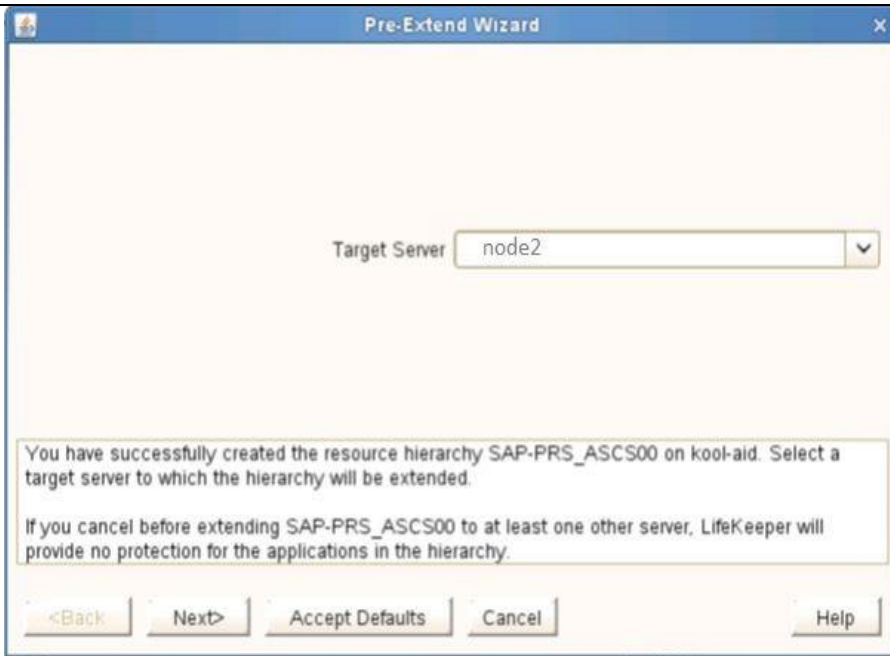 Pre-Extend Wizard
Target Server node2
You have successfully created the resource hierarchy SAP-PRS_ASCS00 on kool-aid. Select a
target server to which the hierarchy will be extended.
If you cancel before extending SAP-PRS_ASCS00 to at least one other server, LifeKeeper will
provide no protection for the applications in the hierarchy.
<Back Next> Accept Defaults Cancel Help